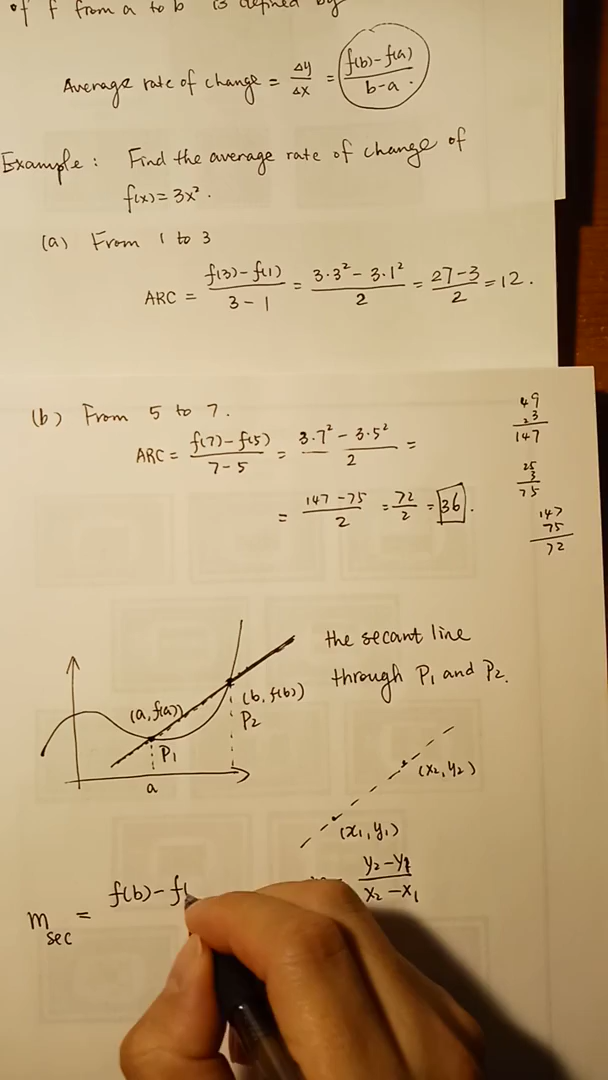 of f from a to b is defined by
Average rate of change = Δy/Δx = (f(b)-f(a))/(b-a).
Example: Find the average rate of change of
f(x)=3x².
(a) From 1 to 3
ARC = (f(3)-f(1))/(3-1) = (3·3²-3·1²)/2 = (27-3)/2 = 12.
(b) From 5 to 7.
ARC = (f(7)-f(5))/(7-5) = (3·7²-3·5²)/2 =
= (147-75)/2 = 72/2 = 36.
49
3
147
25
3
75
147
75
72
the secant line
through P₁ and P₂.
(a, f(a))
(b, f(b))
P₂
P₁
a
(x₂, y₂)
(x₁, y₁)
(y₂-y₁)/(x₂-x₁)
m sec = f(b)-f(